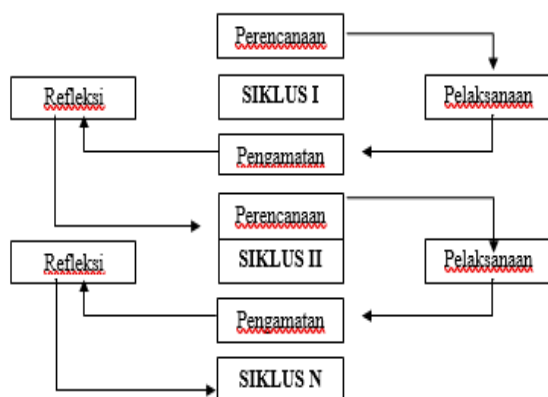 Perencanaan
Refleksi
SIKLUS I
Pelaksanaan
Pengamatan
Perencanaan
Refleksi
SIKLUS II
Pelaksanaan
Pengamatan
SIKLUS N